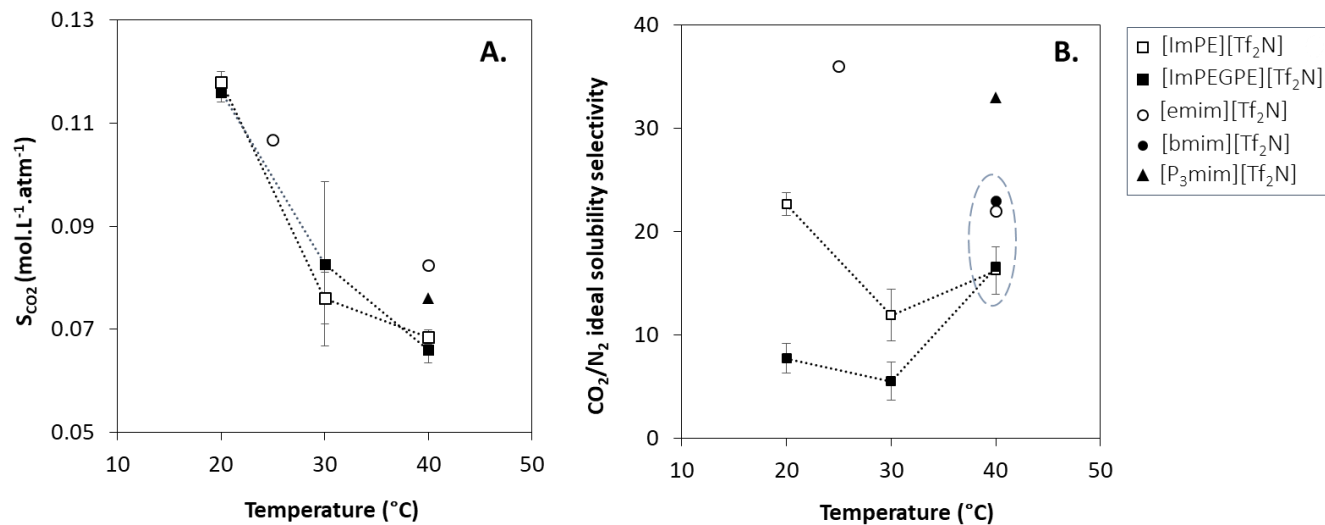 A.
S_CO2 (mol.L⁻¹.atm⁻¹)
0.13
0.11
0.09
0.07
0.05
10 20 30 40 50
Temperature (°C)
B.
CO₂/N₂ ideal solubility selectivity
40
30
20
10
0
10 20 30 40 50
Temperature (°C)
[ImPE][Tf₂N]
[ImPEGPE][Tf₂N]
[emim][Tf₂N]
[bmim][Tf₂N]
[P₃mim][Tf₂N]